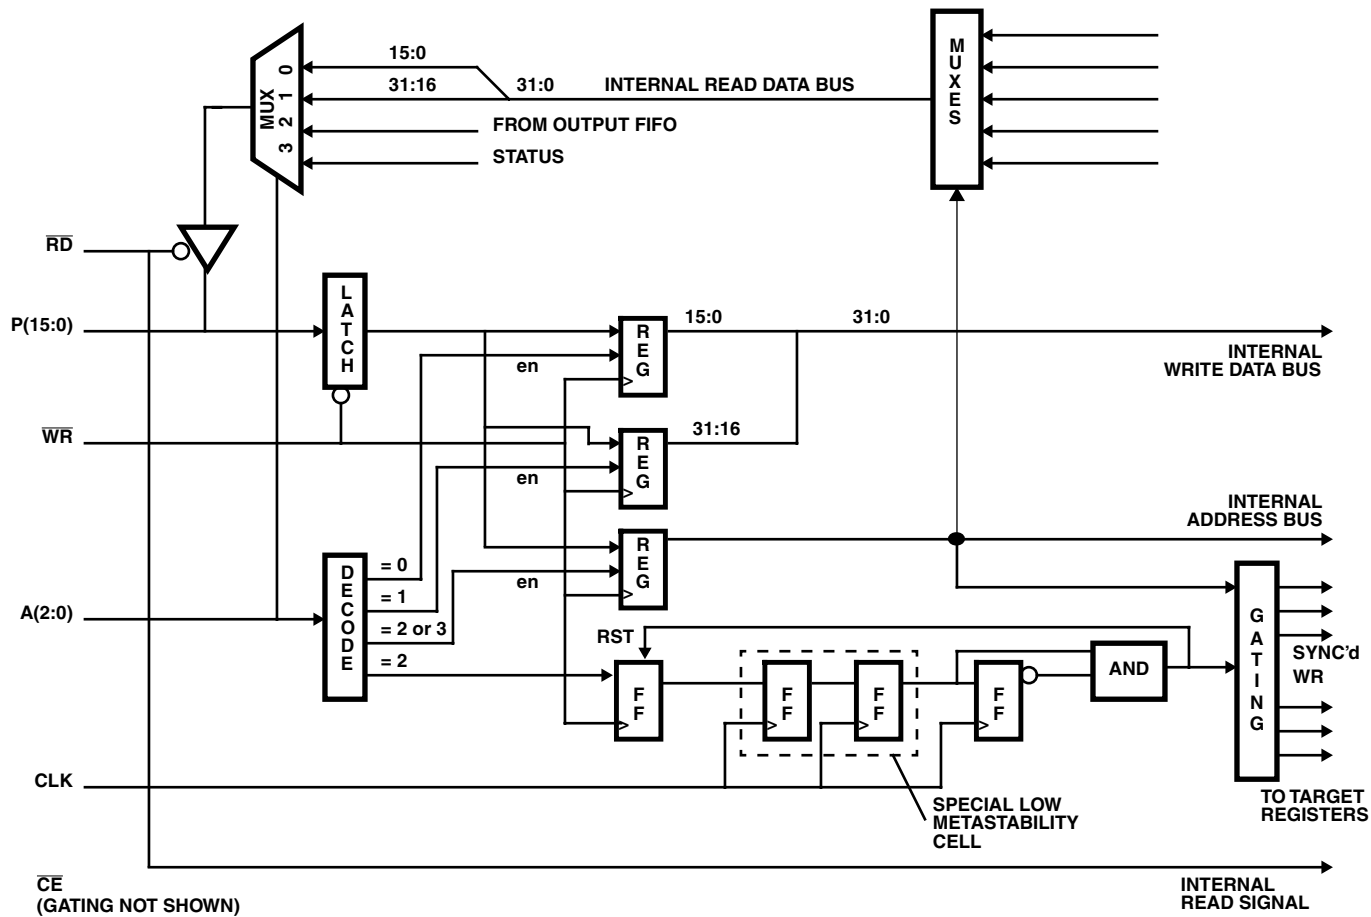 15:0
31:16
31:0
INTERNAL READ DATA BUS
FROM OUTPUT FIFO
STATUS
MUX
0
1
2
3
MUXES
RD
P(15:0)
LATCH
REG
15:0
31:0
INTERNAL
WRITE DATA BUS
en
WR
REG
31:16
en
INTERNAL
ADDRESS BUS
REG
en
A(2:0)
DECODE
= 0
= 1
= 2 or 3
= 2
RST
FF
FF
FF
FF
AND
GATING
SYNC'd
WR
CLK
SPECIAL LOW
METASTABILITY
CELL
TO TARGET
REGISTERS
CE
(GATING NOT SHOWN)
INTERNAL
READ SIGNAL